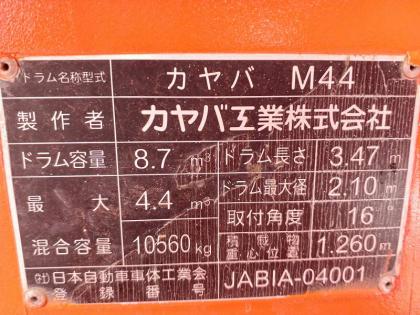 ドラム名称型式 カヤバ M44
製作者 カヤバ工業株式会社
ドラム容量 8.7 m³ ドラム長さ 3.47 m
最大 4.4 m³ ドラム最大径 2.10 m
取付角度 16°
混合容量 10560 kg 積載物重心位置 1.260 m
(社)日本自動車車体工業会
登録番号 JABIA-04001